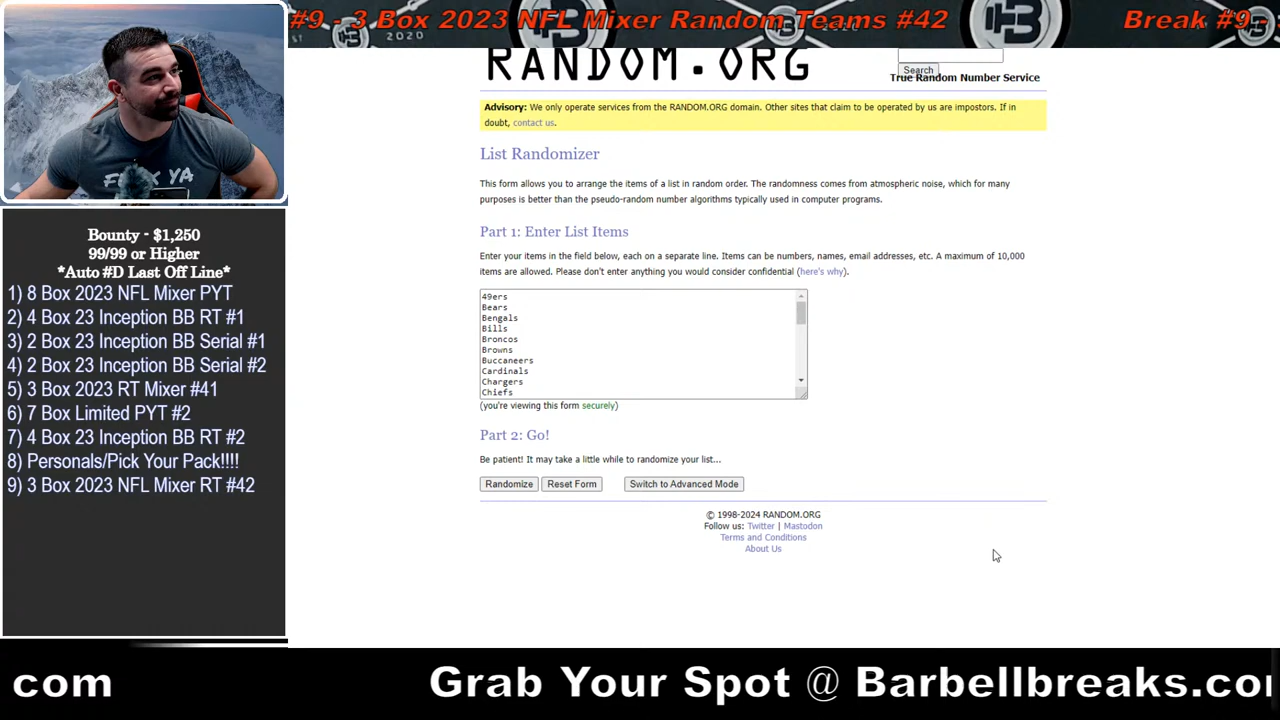 #9 - 3 Box 2023 NFL Mixer Random Teams #42
Break #9 -
2020
RANDOM.ORG
Search
True Random Number Service
Advisory: We only operate services from the RANDOM.ORG domain. Other sites that claim to be operated by us are impostors. If in
doubt, contact us.
List Randomizer
This form allows you to arrange the items of a list in random order. The randomness comes from atmospheric noise, which for many
purposes is better than the pseudo-random number algorithms typically used in computer programs.
Part 1: Enter List Items
Enter your items in the field below, each on a separate line. Items can be numbers, names, email addresses, etc. A maximum of 10,000
items are allowed. Please don't enter anything you would consider confidential (here's why).
49ers
Bears
Bengals
Bills
Broncos
Browns
Buccaneers
Cardinals
Chargers
Chiefs
(you're viewing this form securely)
Part 2: Go!
Be patient! It may take a little while to randomize your list...
Randomize
Reset Form
Switch to Advanced Mode
© 1998-2024 RANDOM.ORG
Follow us: Twitter | Mastodon
Terms and Conditions
About Us
Bounty - $1,250
99/99 or Higher
*Auto #D Last Off Line*
1) 8 Box 2023 NFL Mixer PYT
2) 4 Box 23 Inception BB RT #1
3) 2 Box 23 Inception BB Serial #1
4) 2 Box 23 Inception BB Serial #2
5) 3 Box 2023 RT Mixer #41
6) 7 Box Limited PYT #2
7) 4 Box 23 Inception BB RT #2
8) Personals/Pick Your Pack!!!!
9) 3 Box 2023 NFL Mixer RT #42
com
Grab Your Spot @ Barbellbreaks.co